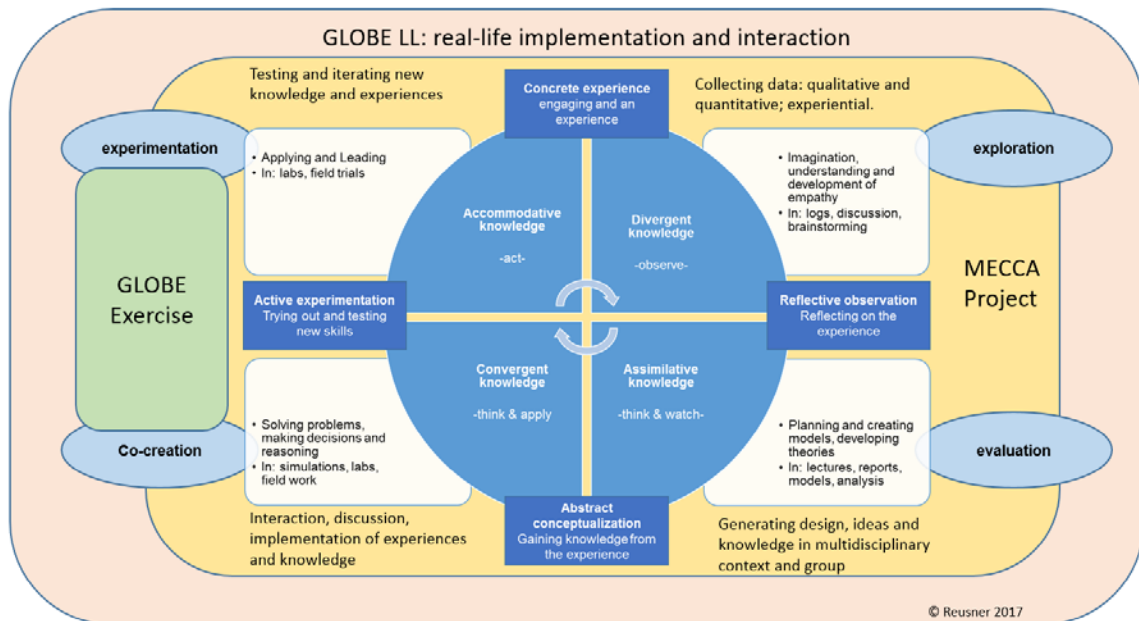 GLOBE LL: real-life implementation and interaction
Testing and iterating new
knowledge and experiences
Concrete experience
engaging and an
experience
Collecting data: qualitative and
quantitative; experiential.
experimentation
• Applying and Leading
• In: labs, field trials
Accommodative
knowledge
-act-
Divergent
knowledge
-observe-
• Imagination,
understanding and
development of
empathy
• In: logs, discussion,
brainstorming
exploration
GLOBE
Exercise
Active experimentation
Trying out and testing
new skills
Reflective observation
Reflecting on the
experience
MECCA
Project
Convergent
knowledge
-think & apply
Assimilative
knowledge
-think & watch-
Co-creation
• Solving problems,
making decisions and
reasoning
• In: simulations, labs,
field work
• Planning and creating
models, developing
theories
• In: lectures, reports,
models, analysis
evaluation
Interaction, discussion,
implementation of experiences
and knowledge
Abstract
conceptualization
Gaining knowledge from
the experience
Generating design, ideas and
knowledge in multidisciplinary
context and group
© Reusner 2017